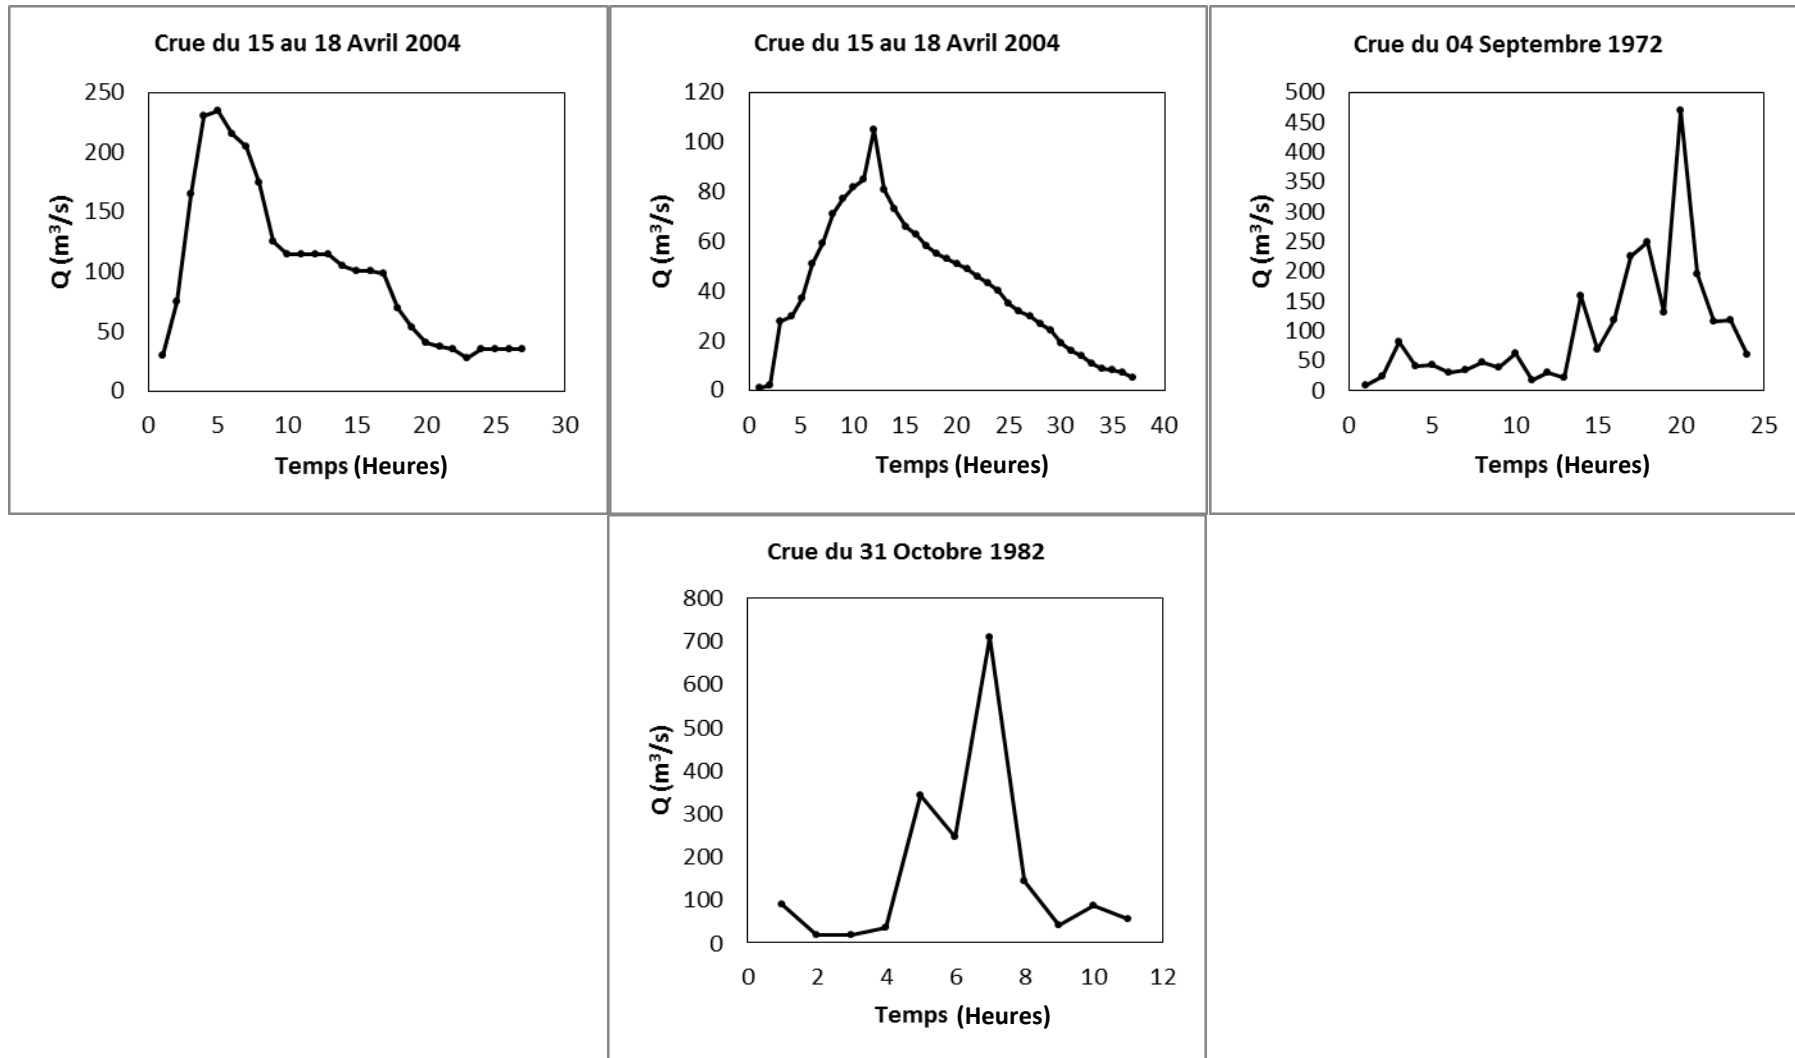 Crue du 15 au 18 Avril 2004
250
200
150
100
50
0
Q (m³/s)
0 5 10 15 20 25 30
Temps (Heures)
Crue du 15 au 18 Avril 2004
120
100
80
60
40
20
0
Q (m³/s)
0 5 10 15 20 25 30 35 40
Temps (Heures)
Crue du 04 Septembre 1972
500
450
400
350
300
250
200
150
100
50
0
Q (m³/s)
0 5 10 15 20 25
Temps (Heures)
Crue du 31 Octobre 1982
800
700
600
500
400
300
200
100
0
Q (m³/s)
0 2 4 6 8 10 12
Temps (Heures)